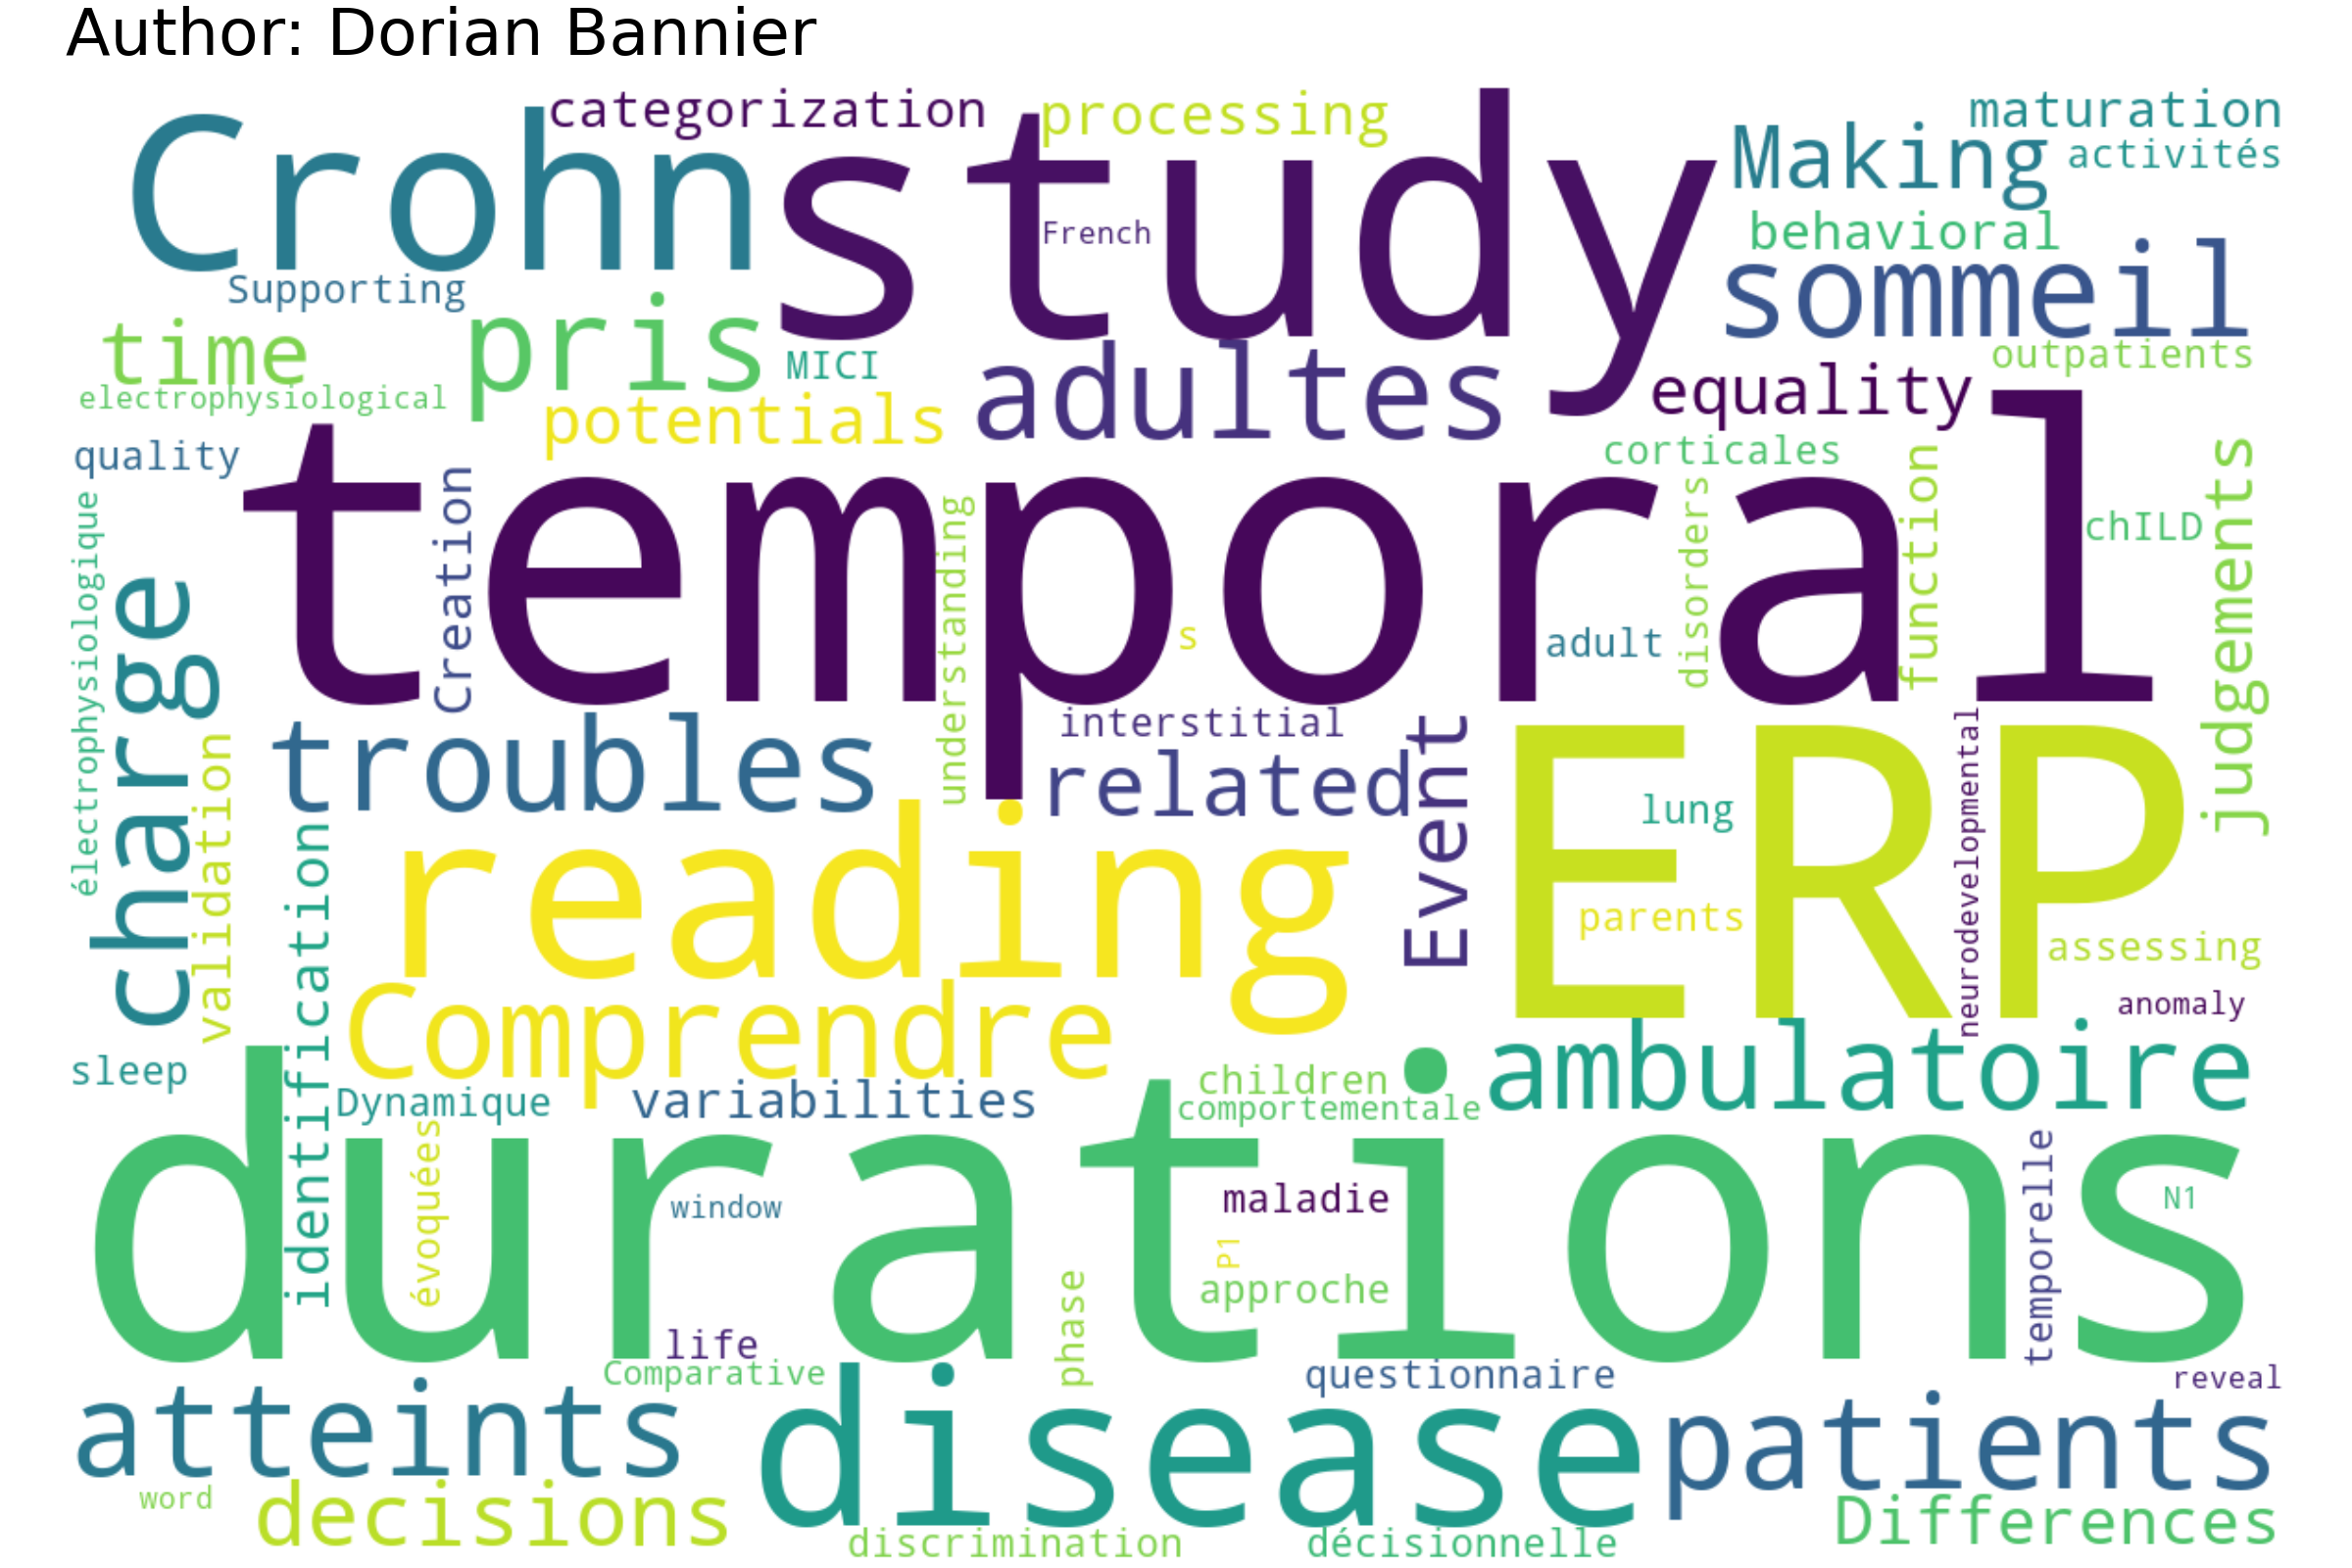 Author: Dorian Bannier
categorization
processing
maturation
Crohn
study
Making
activités
French
behavioral
Supporting
sommeil
time
pris
MICI
adultes
outpatients
electrophysiological
potentials
equality
quality
corticales
temporal
Creation
understanding
disorders
function
judgements
chILD
électrophysiologique
charge
s
adult
troubles
interstitial
related
Event
ERP
neurodevelopmental
validation
lung
identification
reading
parents
assessing
Comprendre
anomaly
sleep
ambulatoire
Dynamique
variabilities
children
comportementale
durations
évoquées
window
maladie
temporelle
N1
P1
approche
phase
life
Comparative
questionnaire
reveal
atteints
disease
patients
word
decisions
Differences
discrimination
décisionnelle